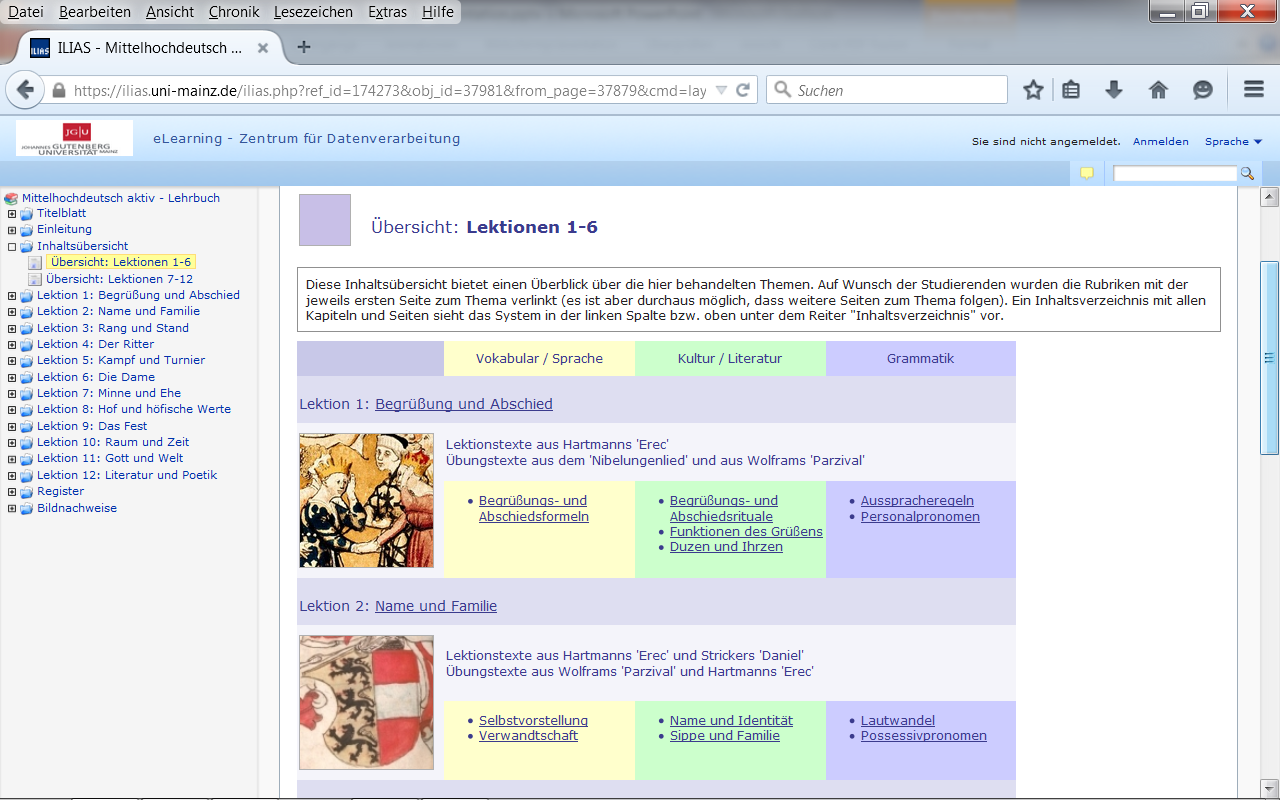 Datei Bearbeiten Ansicht Chronik Lesezeichen Extras Hilfe
ILIAS ILIAS - Mittelhochdeutsch ...
https://ilias.uni-mainz.de/ilias.php?ref_id=174273&obj_id=37981&from_page=37879&cmd=lay
Suchen
JG|U
JOHANNES GUTENBERG
UNIVERSITÄT MAINZ
eLearning - Zentrum für Datenverarbeitung
Sie sind nicht angemeldet. Anmelden Sprache
Mittelhochdeutsch aktiv - Lehrbuch
Titelblatt
Einleitung
Inhaltsübersicht
Übersicht: Lektionen 1-6
Übersicht: Lektionen 7-12
Lektion 1: Begrüßung und Abschied
Lektion 2: Name und Familie
Lektion 3: Rang und Stand
Lektion 4: Der Ritter
Lektion 5: Kampf und Turnier
Lektion 6: Die Dame
Lektion 7: Minne und Ehe
Lektion 8: Hof und höfische Werte
Lektion 9: Das Fest
Lektion 10: Raum und Zeit
Lektion 11: Gott und Welt
Lektion 12: Literatur und Poetik
Register
Bildnachweise
Übersicht: Lektionen 1-6
Diese Inhaltsübersicht bietet einen Überblick über die hier behandelten Themen. Auf Wunsch der Studierenden wurden die Rubriken mit der
jeweils ersten Seite zum Thema verlinkt (es ist aber durchaus möglich, dass weitere Seiten zum Thema folgen). Ein Inhaltsverzeichnis mit allen
Kapiteln und Seiten sieht das System in der linken Spalte bzw. oben unter dem Reiter "Inhaltsverzeichnis" vor.
Vokabular / Sprache Kultur / Literatur Grammatik
Lektion 1: Begrüßung und Abschied
Lektionstexte aus Hartmanns 'Erec'
Übungstexte aus dem 'Nibelungenlied' und aus Wolframs 'Parzival'
• Begrüßungs- und
Abschiedsformeln
• Begrüßungs- und
Abschiedsrituale
• Funktionen des Grüßens
• Duzen und Ihrzen
• Ausspracheregeln
• Personalpronomen
Lektion 2: Name und Familie
Lektionstexte aus Hartmanns 'Erec' und Strickers 'Daniel'
Übungstexte aus Wolframs 'Parzival' und Hartmanns 'Erec'
• Selbstvorstellung
• Verwandtschaft
• Name und Identität
• Sippe und Familie
• Lautwandel
• Possessivpronomen